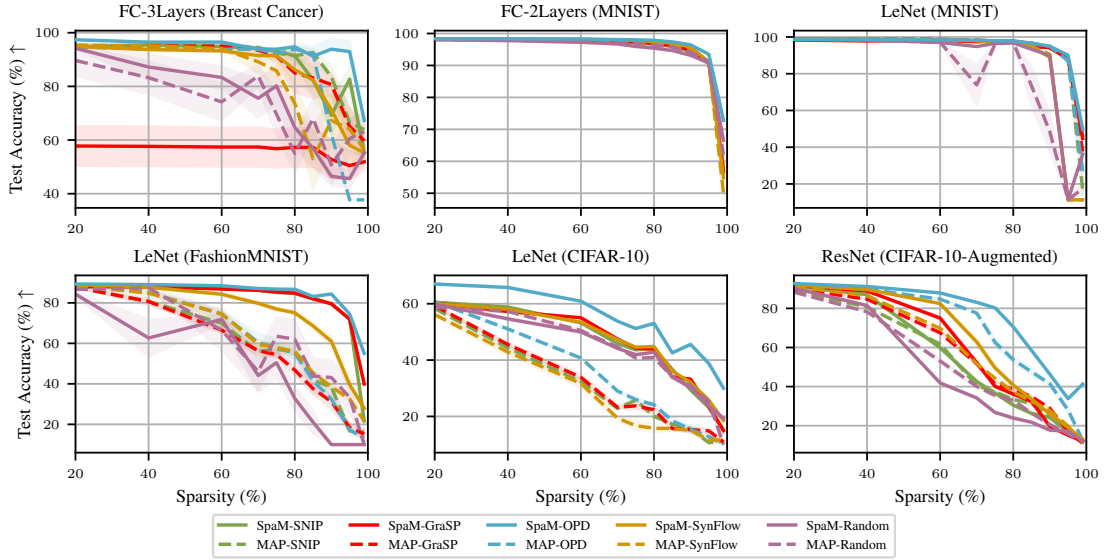 FC-3Layers (Breast Cancer)
FC-2Layers (MNIST)
LeNet (MNIST)
Test Accuracy (%) ↑
100
80
60
40
20 40 60 80 100
100
90
80
70
60
50
20 40 60 80 100
100
80
60
40
20
20 40 60 80 100
LeNet (FashionMNIST)
LeNet (CIFAR-10)
ResNet (CIFAR-10-Augmented)
Test Accuracy (%) ↑
80
60
40
20
20 40 60 80 100
Sparsity (%)
60
40
20
20 40 60 80 100
Sparsity (%)
80
60
40
20
20 40 60 80 100
Sparsity (%)
SpaM-SNIP SpaM-GraSP SpaM-OPD SpaM-SynFlow SpaM-Random
MAP-SNIP MAP-GraSP MAP-OPD MAP-SynFlow MAP-Random